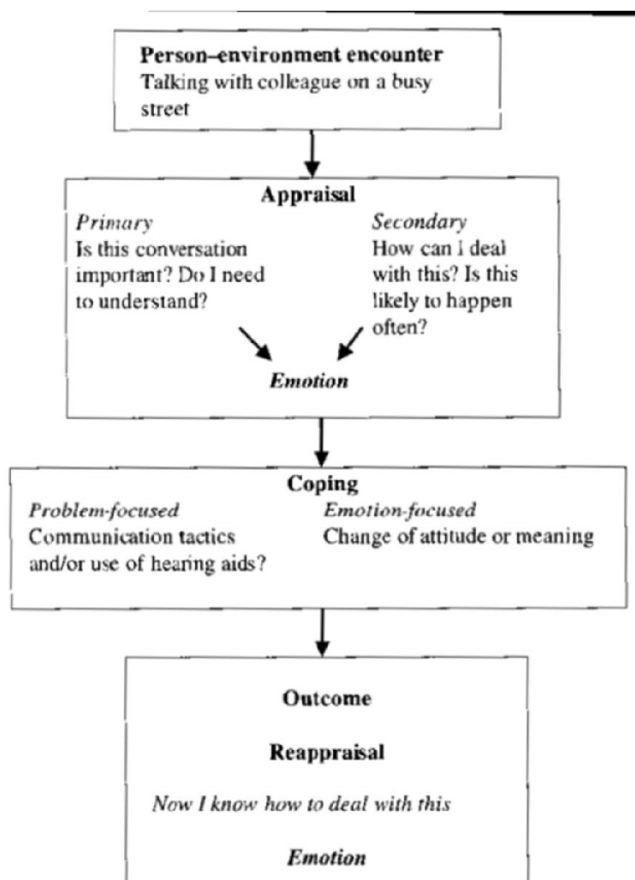 Person–environment encounter
Talking with colleague on a busy
street
Appraisal
Primary
Is this conversation
important? Do I need
to understand?
Secondary
How can I deal
with this? Is this
likely to happen
often?
Emotion
Coping
Problem-focused
Communication tactics
and/or use of hearing aids?
Emotion-focused
Change of attitude or meaning
Outcome
Reappraisal
Now I know how to deal with this
Emotion